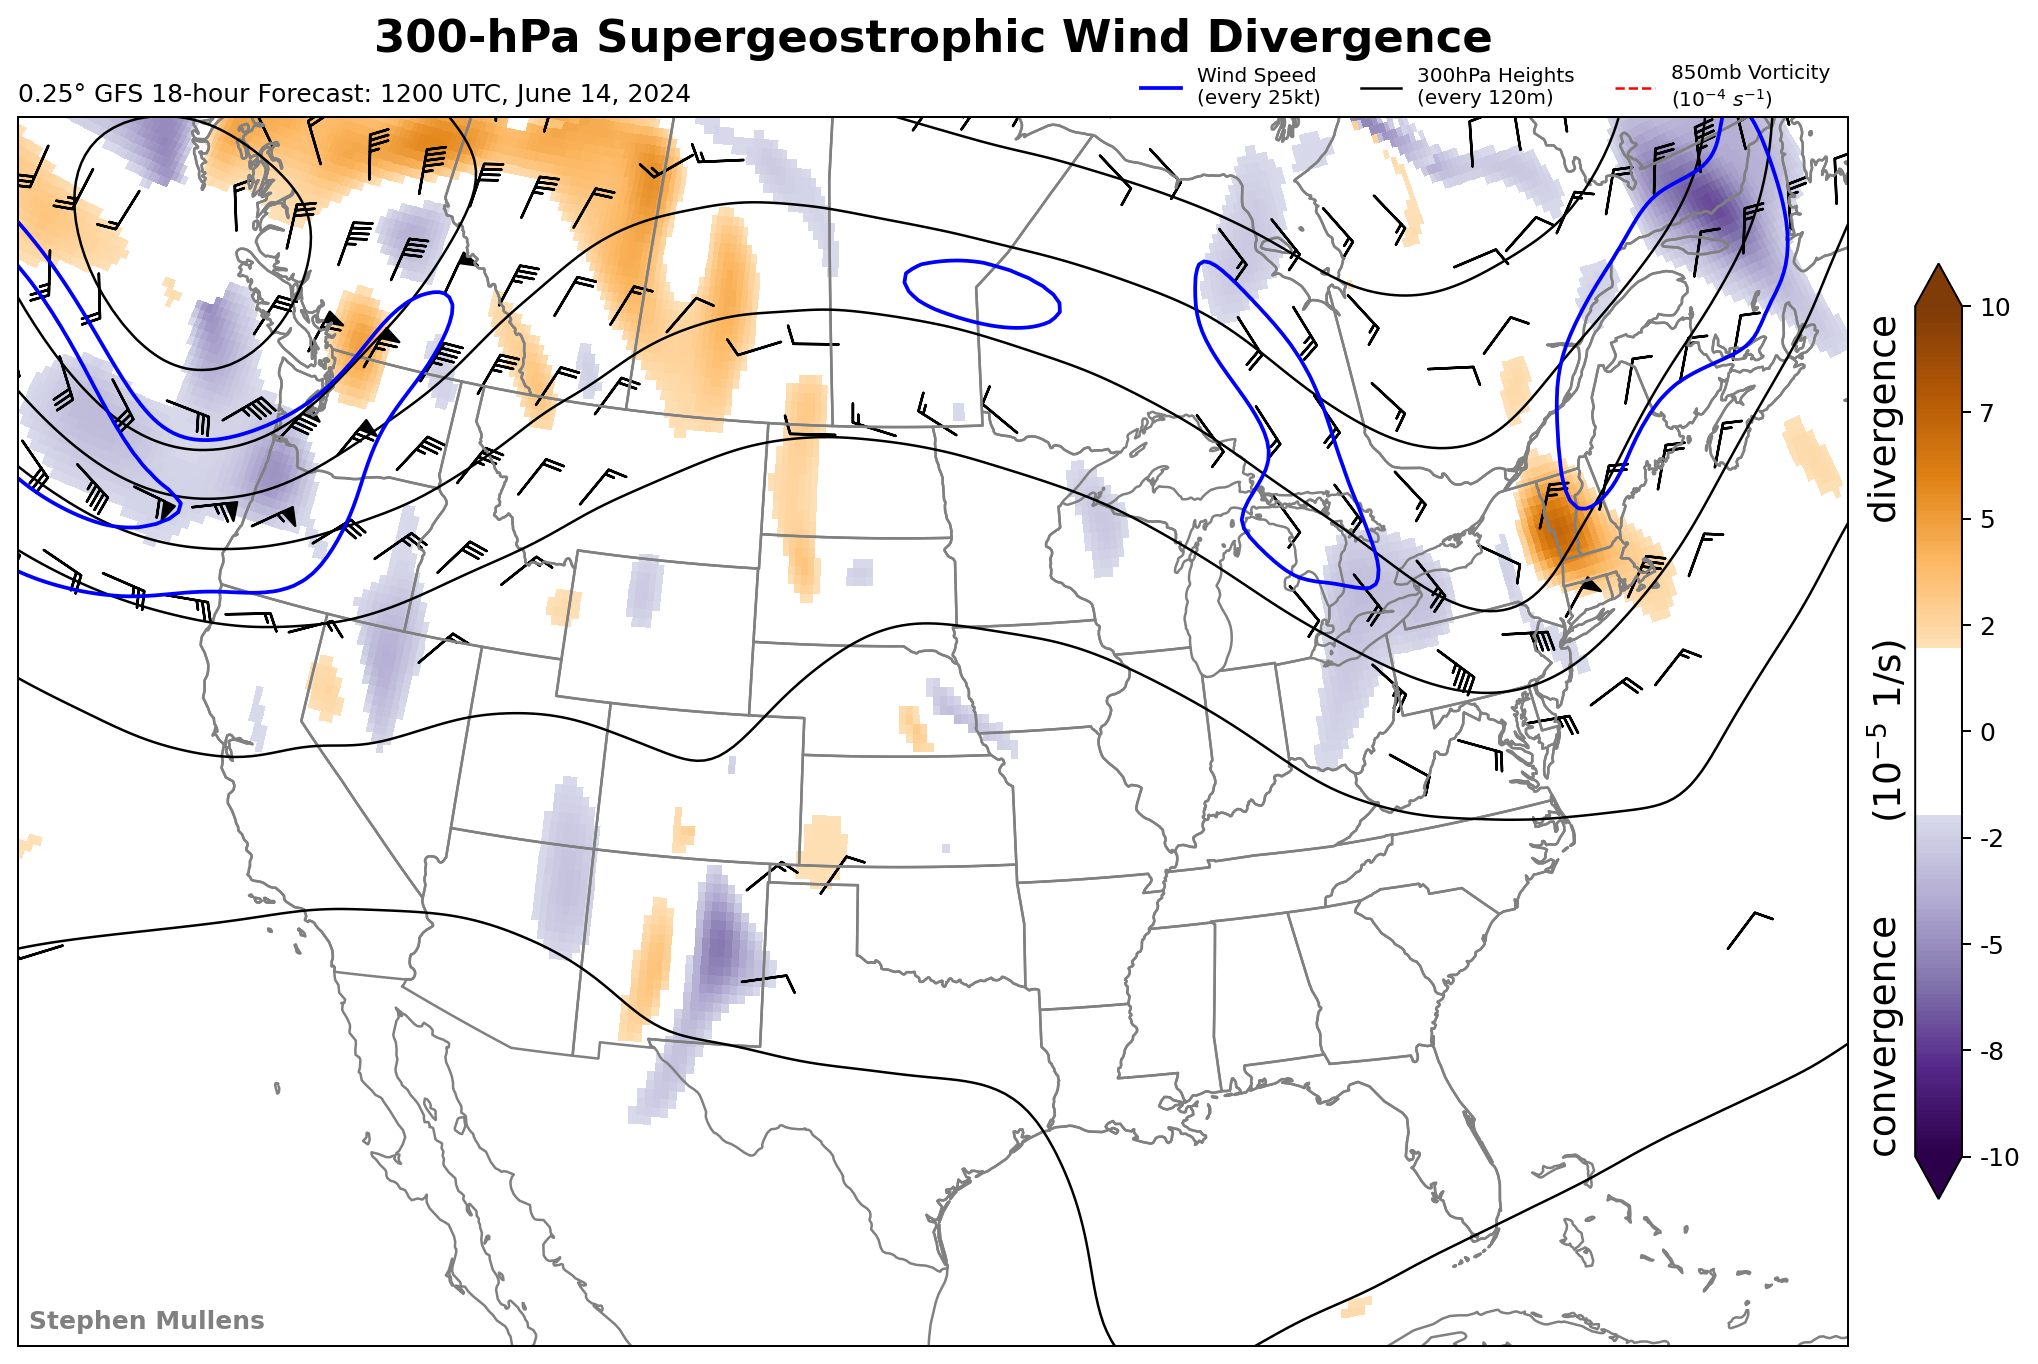 300-hPa Supergeostrophic Wind Divergence
0.25° GFS 18-hour Forecast: 1200 UTC, June 14, 2024
Wind Speed
(every 25kt)
300hPa Heights
(every 120m)
850mb Vorticity
(10⁻⁴ s⁻¹)
10
7
5
2
0
-2
-5
-8
-10
convergence (10⁻⁵ 1/s) divergence
Stephen Mullens